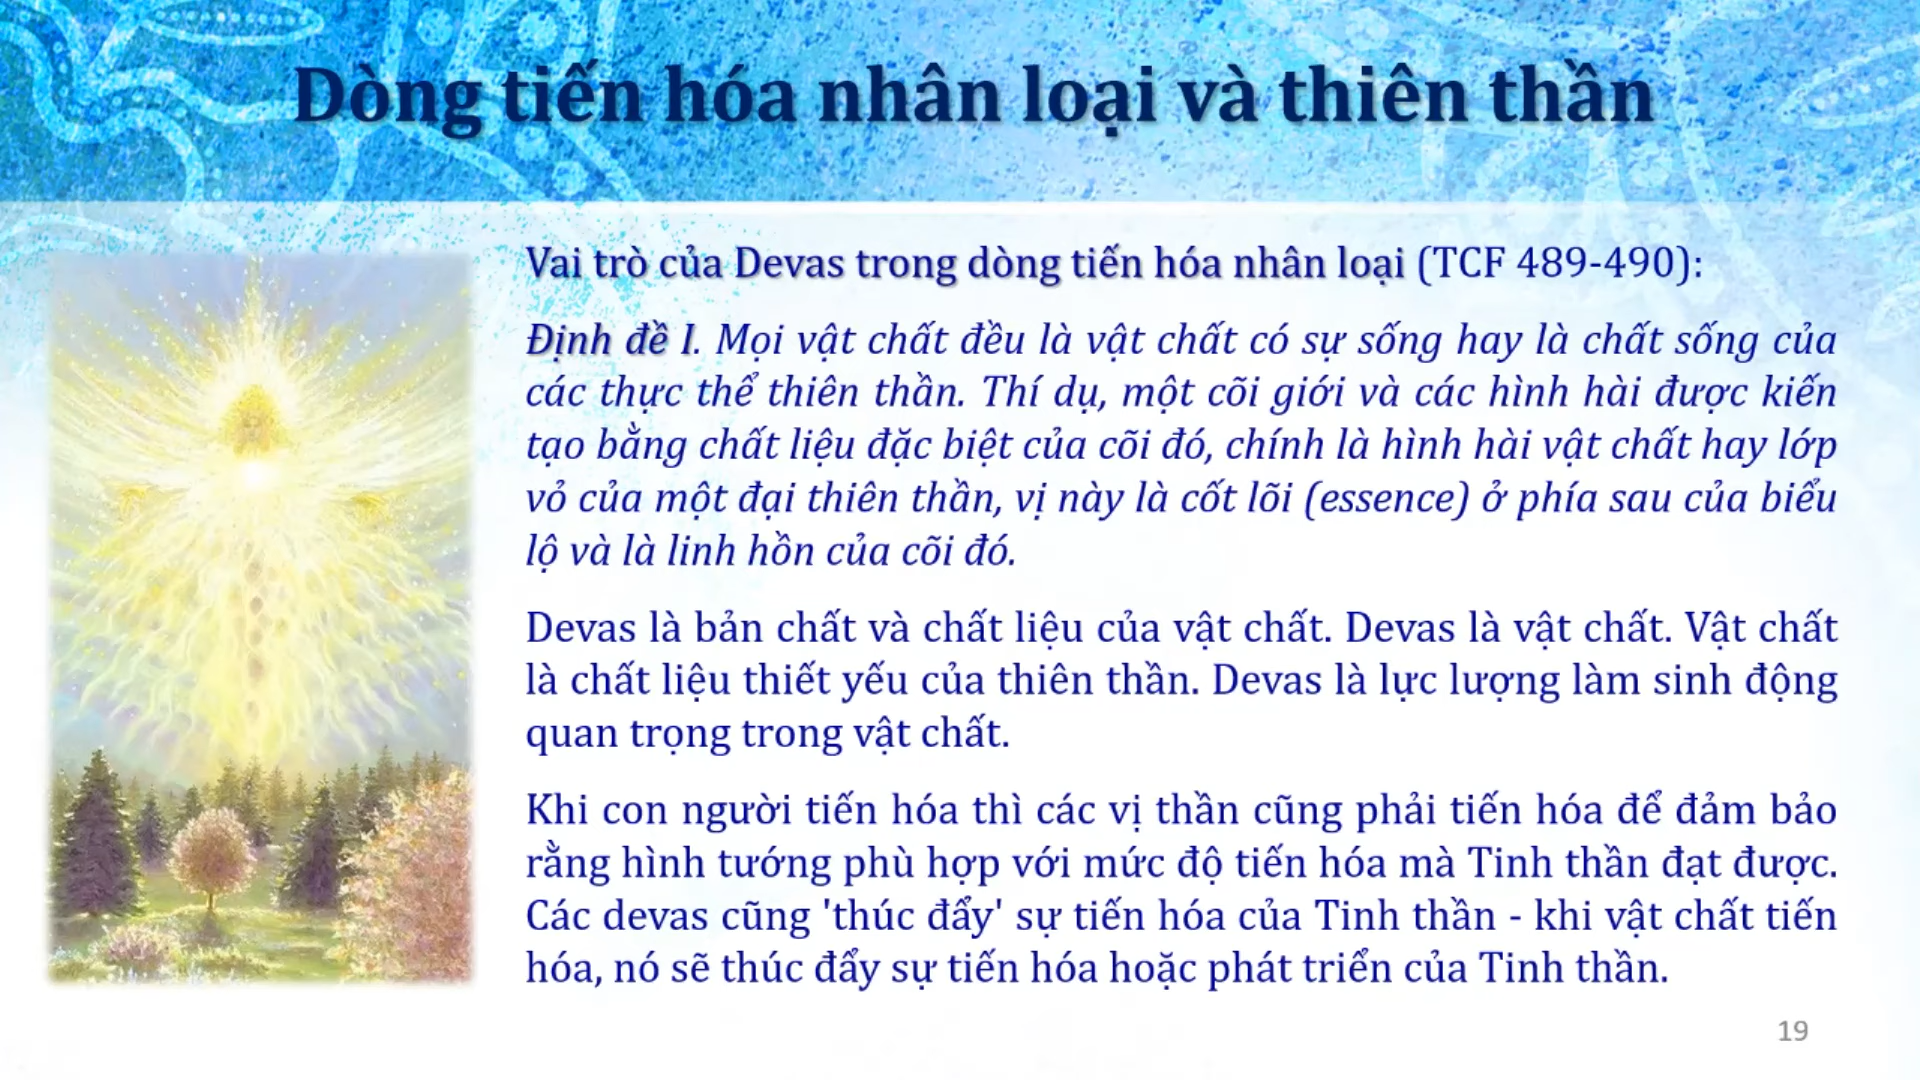 Dòng tiến hóa nhân loại và thiên thần
Vai trò của Devas trong dòng tiến hóa nhân loại (TCF 489-490):
Định đề I. Mọi vật chất đều là vật chất có sự sống hay là chất sống của
các thực thể thiên thần. Thí dụ, một cõi giới và các hình hài được kiến
tạo bằng chất liệu đặc biệt của cõi đó, chính là hình hài vật chất hay lớp
vỏ của một đại thiên thần, vị này là cốt lõi (essence) ở phía sau của biểu
lộ và là linh hồn của cõi đó.
Devas là bản chất và chất liệu của vật chất. Devas là vật chất. Vật chất
là chất liệu thiết yếu của thiên thần. Devas là lực lượng làm sinh động
quan trọng trong vật chất.
Khi con người tiến hóa thì các vị thần cũng phải tiến hóa để đảm bảo
rằng hình tướng phù hợp với mức độ tiến hóa mà Tinh thần đạt được.
Các devas cũng 'thúc đẩy' sự tiến hóa của Tinh thần - khi vật chất tiến
hóa, nó sẽ thúc đẩy sự tiến hóa hoặc phát triển của Tinh thần.
19